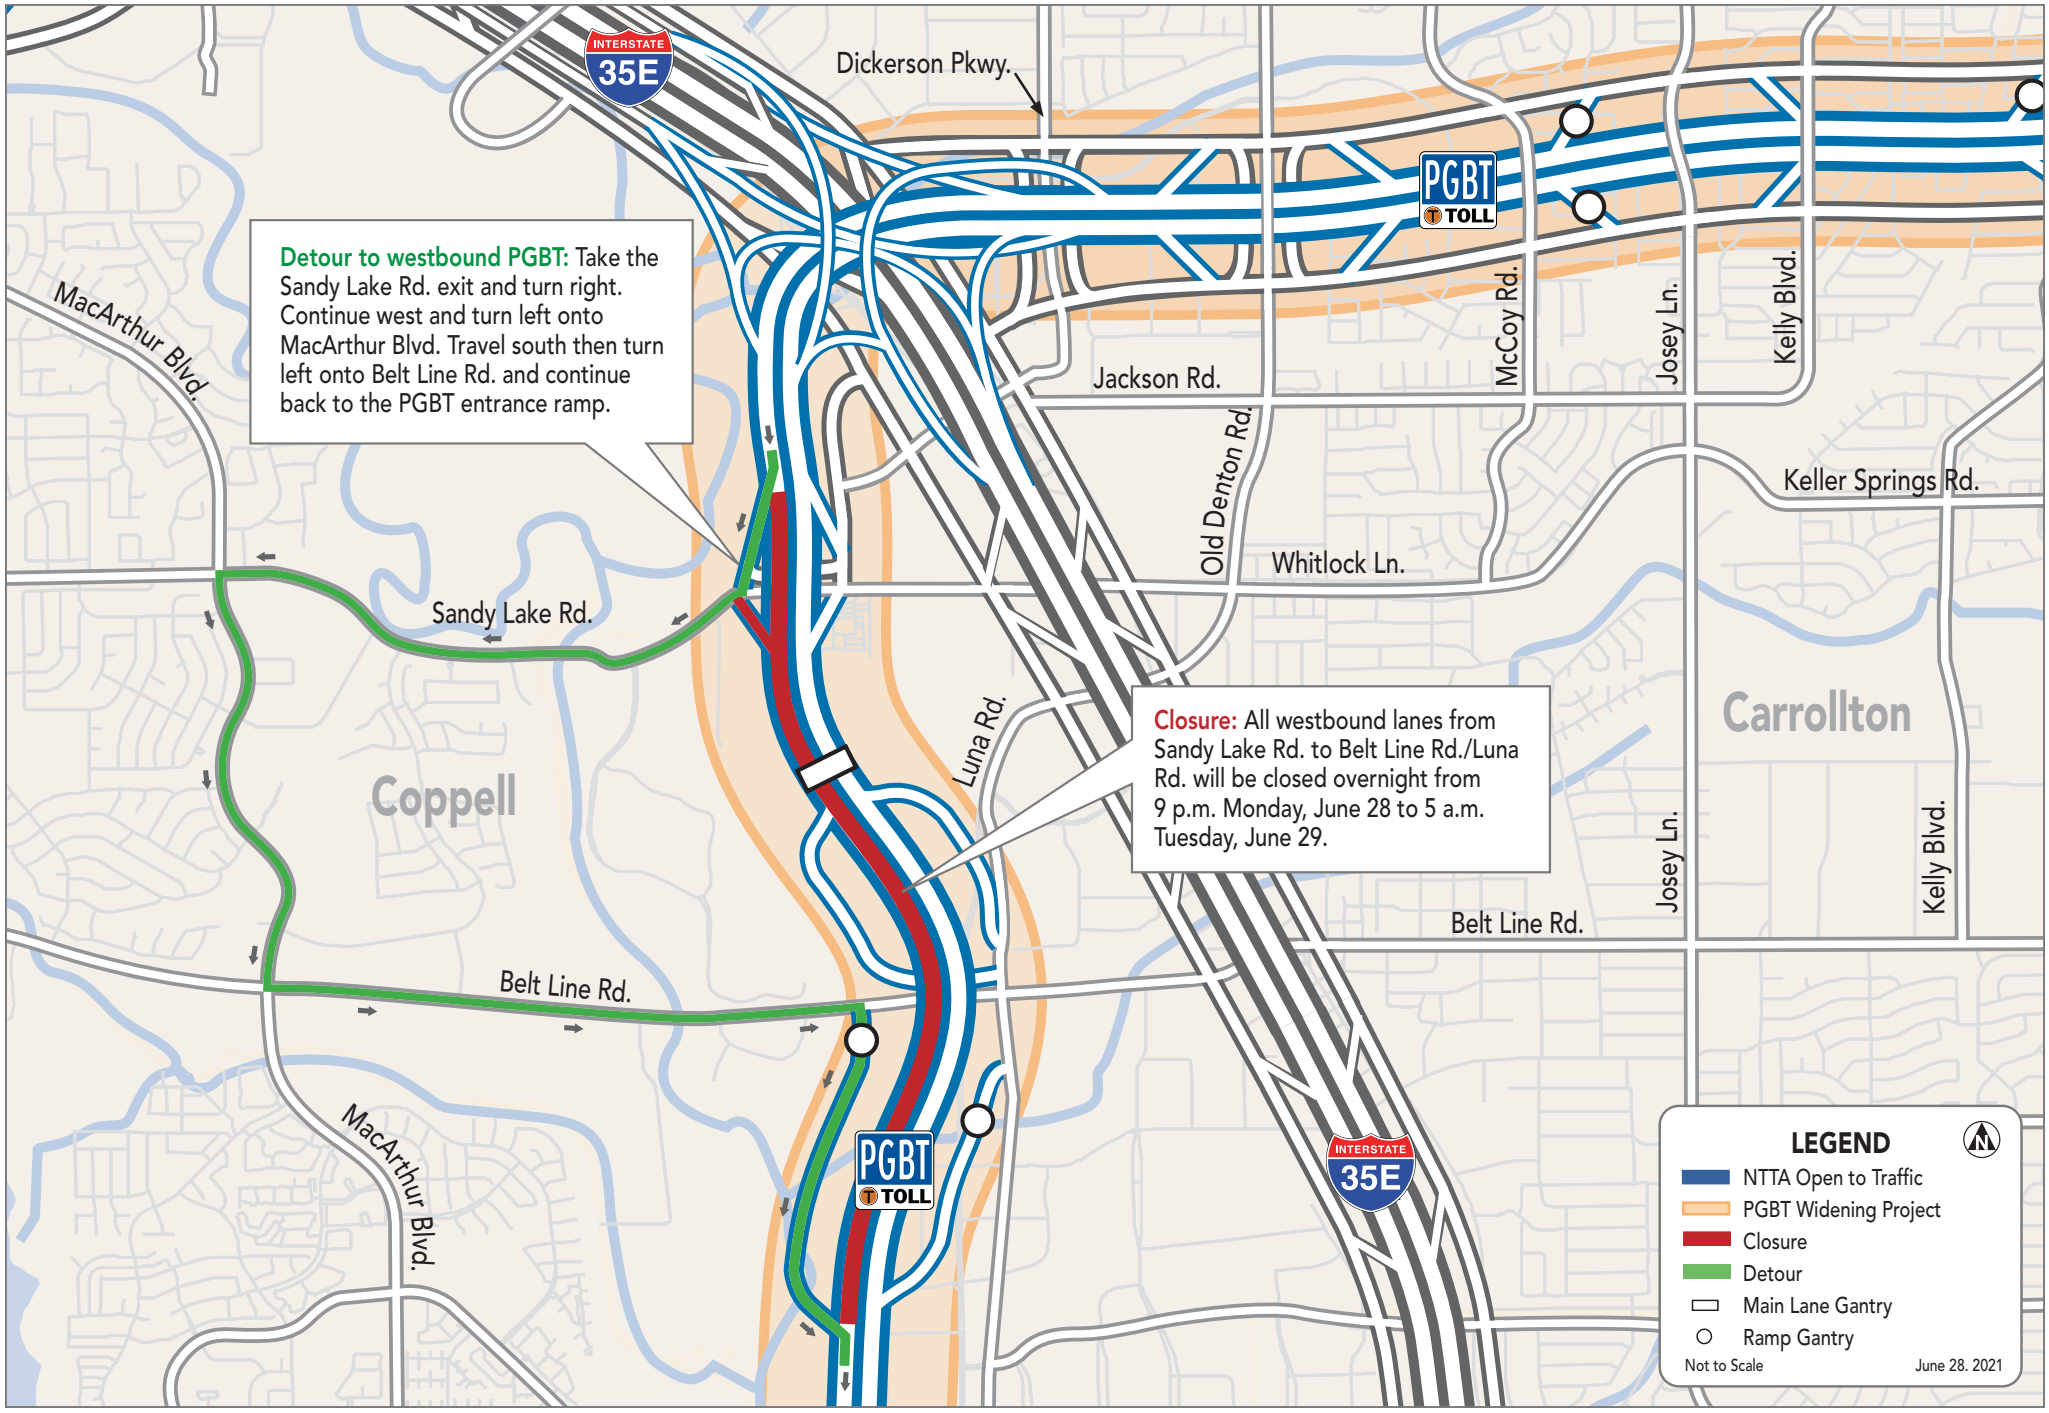 INTERSTATE
35E
Dickerson Pkwy.
PGBT
T TOLL
Detour to westbound PGBT: Take the
Sandy Lake Rd. exit and turn right.
Continue west and turn left onto
MacArthur Blvd. Travel south then turn
left onto Belt Line Rd. and continue
back to the PGBT entrance ramp.
MacArthur Blvd.
McCoy Rd.
Josey Ln.
Kelly Blvd.
Jackson Rd.
Old Denton Rd.
Keller Springs Rd.
Whitlock Ln.
Sandy Lake Rd.
Luna Rd.
Closure: All westbound lanes from
Sandy Lake Rd. to Belt Line Rd./Luna
Rd. will be closed overnight from
9 p.m. Monday, June 28 to 5 a.m.
Tuesday, June 29.
Carrollton
Coppell
Josey Ln.
Kelly Blvd.
Belt Line Rd.
Belt Line Rd.
MacArthur Blvd.
PGBT
T TOLL
INTERSTATE
35E
LEGEND
N
NTTA Open to Traffic
PGBT Widening Project
Closure
Detour
Main Lane Gantry
Ramp Gantry
Not to Scale
June 28. 2021